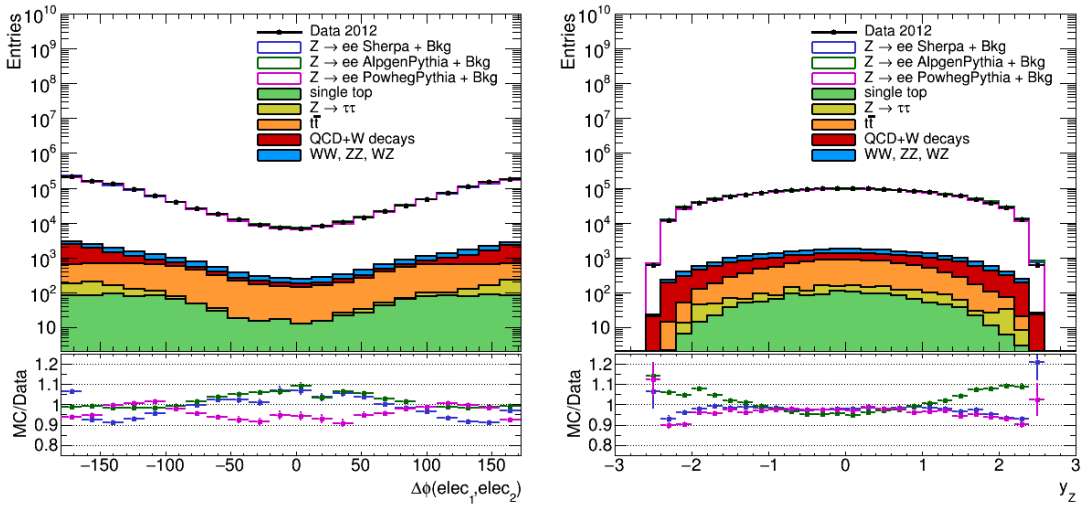 Entries
10^10
10^9
10^8
10^7
10^6
10^5
10^4
10^3
10^2
10
Data 2012
Z → ee Sherpa + Bkg
Z → ee AlpgenPythia + Bkg
Z → ee PowhegPythia + Bkg
single top
Z → ττ
tt̄
QCD+W decays
WW, ZZ, WZ
MC/Data
1.2
1.1
1
0.9
0.8
−150 −100 −50 0 50 100 150
Δϕ(elec_1,elec_2)
Entries
10^10
10^9
10^8
10^7
10^6
10^5
10^4
10^3
10^2
10
Data 2012
Z → ee Sherpa + Bkg
Z → ee AlpgenPythia + Bkg
Z → ee PowhegPythia + Bkg
single top
Z → ττ
tt̄
QCD+W decays
WW, ZZ, WZ
MC/Data
1.2
1.1
1
0.9
0.8
−3 −2 −1 0 1 2 3
y_Z